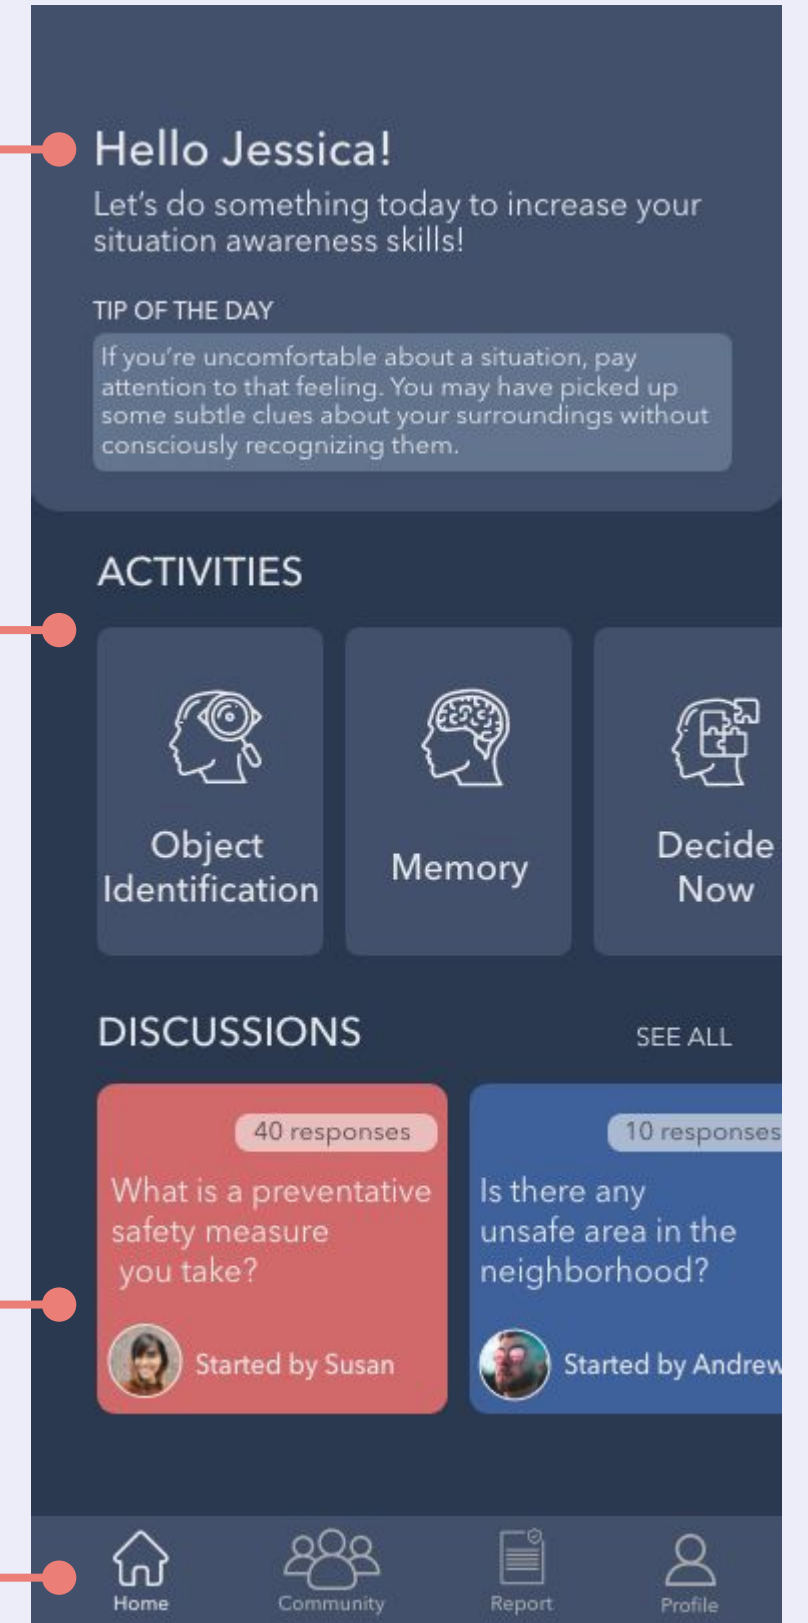 Hello Jessica!
Let's do something today to increase your
situation awareness skills!
TIP OF THE DAY
If you're uncomfortable about a situation, pay
attention to that feeling. You may have picked up
some subtle clues about your surroundings without
consciously recognizing them.
ACTIVITIES
Object
Identification
Memory
Decide
Now
DISCUSSIONS
SEE ALL
40 responses
What is a preventative
safety measure
you take?
Started by Susan
10 responses
Is there any
unsafe area in the
neighborhood?
Started by Andrew
Home
Community
Report
Profile